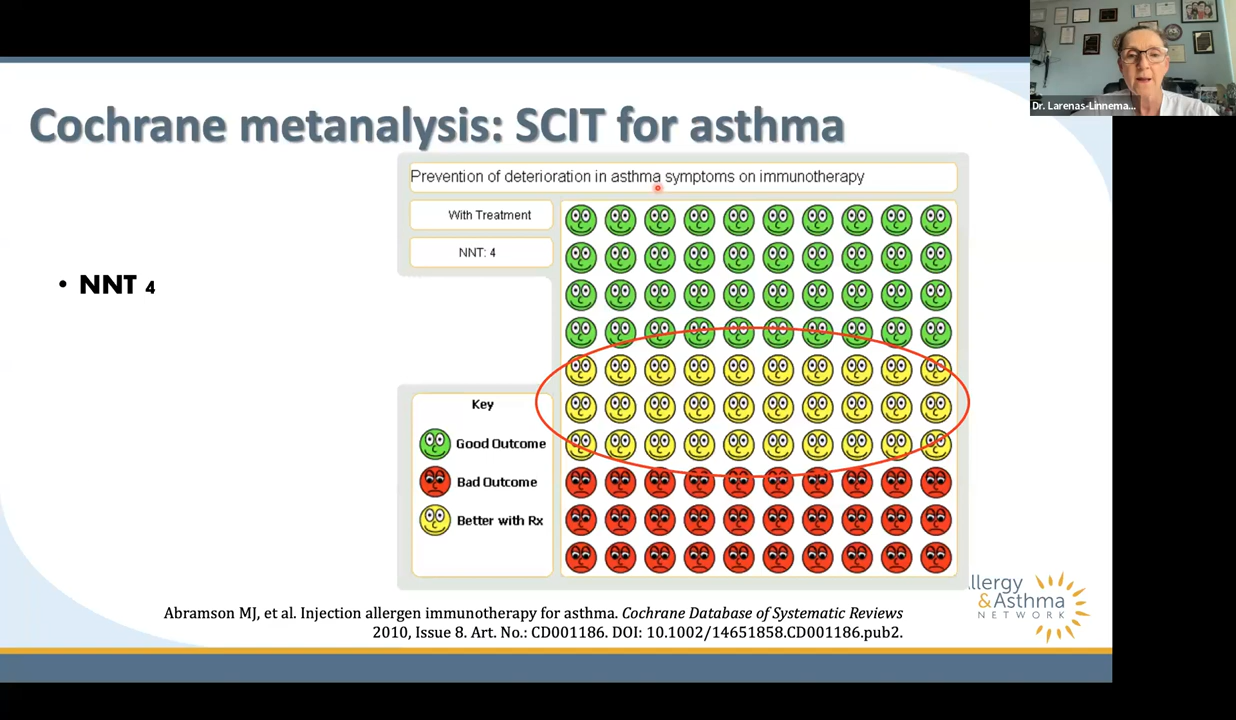 Dr. Larenas-Linnema...
Cochrane metanalysis: SCIT for asthma
Prevention of deterioration in asthma symptoms on immunotherapy
With Treatment
NNT: 4
• NNT 4
Key
Good Outcome
Bad Outcome
Better with Rx
Abramson MJ, et al. Injection allergen immunotherapy for asthma. Cochrane Database of Systematic Reviews
2010, Issue 8. Art. No.: CD001186. DOI: 10.1002/14651858.CD001186.pub2.
llergy
&Asthma
NETWORK